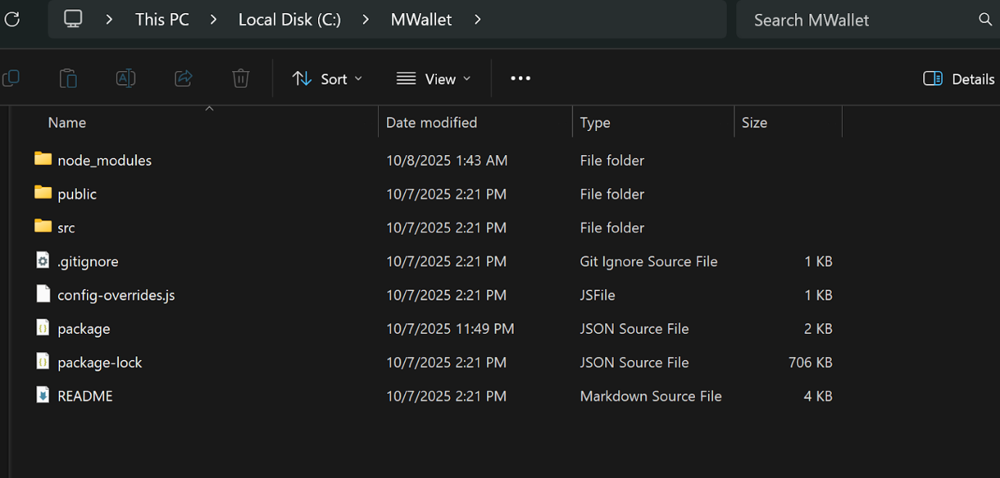 This PC > Local Disk (C:) > MWallet > Search MWallet
Sort View ••• Details
Name Date modified Type Size
node_modules 10/8/2025 1:43 AM File folder
public 10/7/2025 2:21 PM File folder
src 10/7/2025 2:21 PM File folder
.gitignore 10/7/2025 2:21 PM Git Ignore Source File 1 KB
config-overrides.js 10/7/2025 2:21 PM JSFile 1 KB
package 10/7/2025 11:49 PM JSON Source File 2 KB
package-lock 10/7/2025 2:21 PM JSON Source File 706 KB
README 10/7/2025 2:21 PM Markdown Source File 4 KB